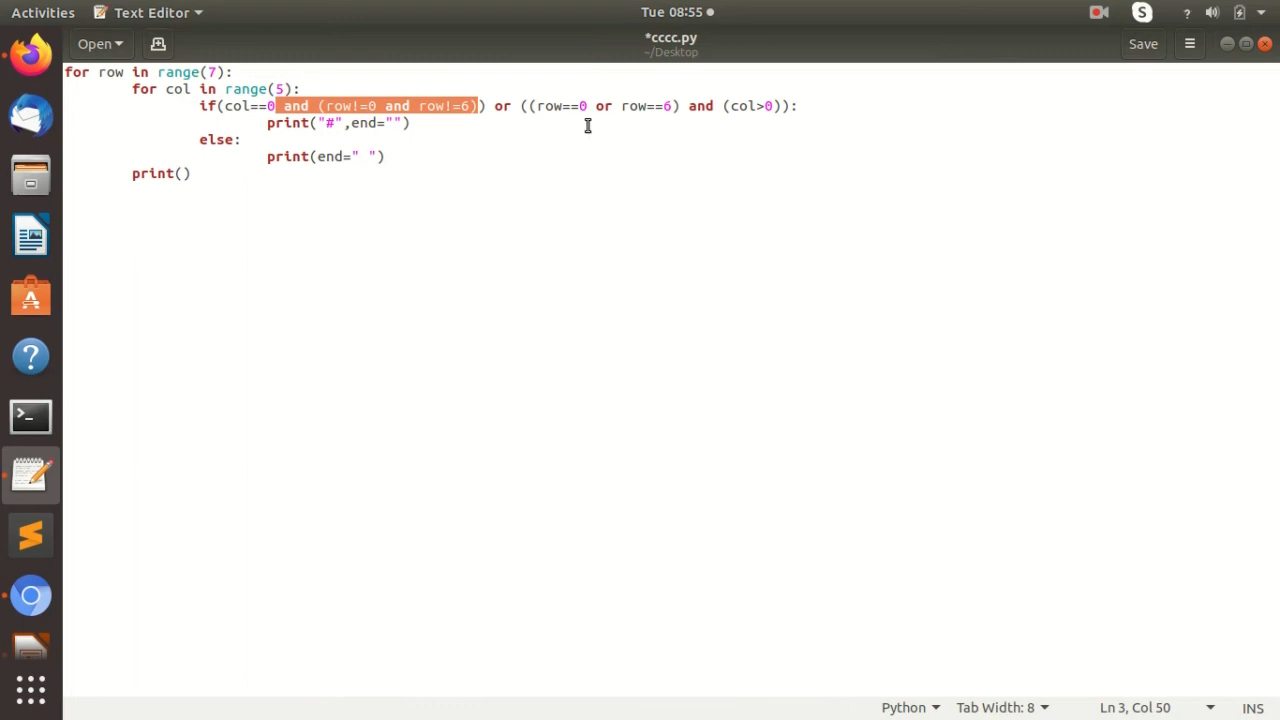 Activities Text Editor Tue 08:55 S ?
Open *cccc.py Save
~/Desktop
for row in range(7):
for col in range(5):
if(col==0 and (row!=0 and row!=6)) or ((row==0 or row==6) and (col>0)):
print("#",end="")
else:
print(end=" ")
print()
Python Tab Width: 8 Ln 3, Col 50 INS